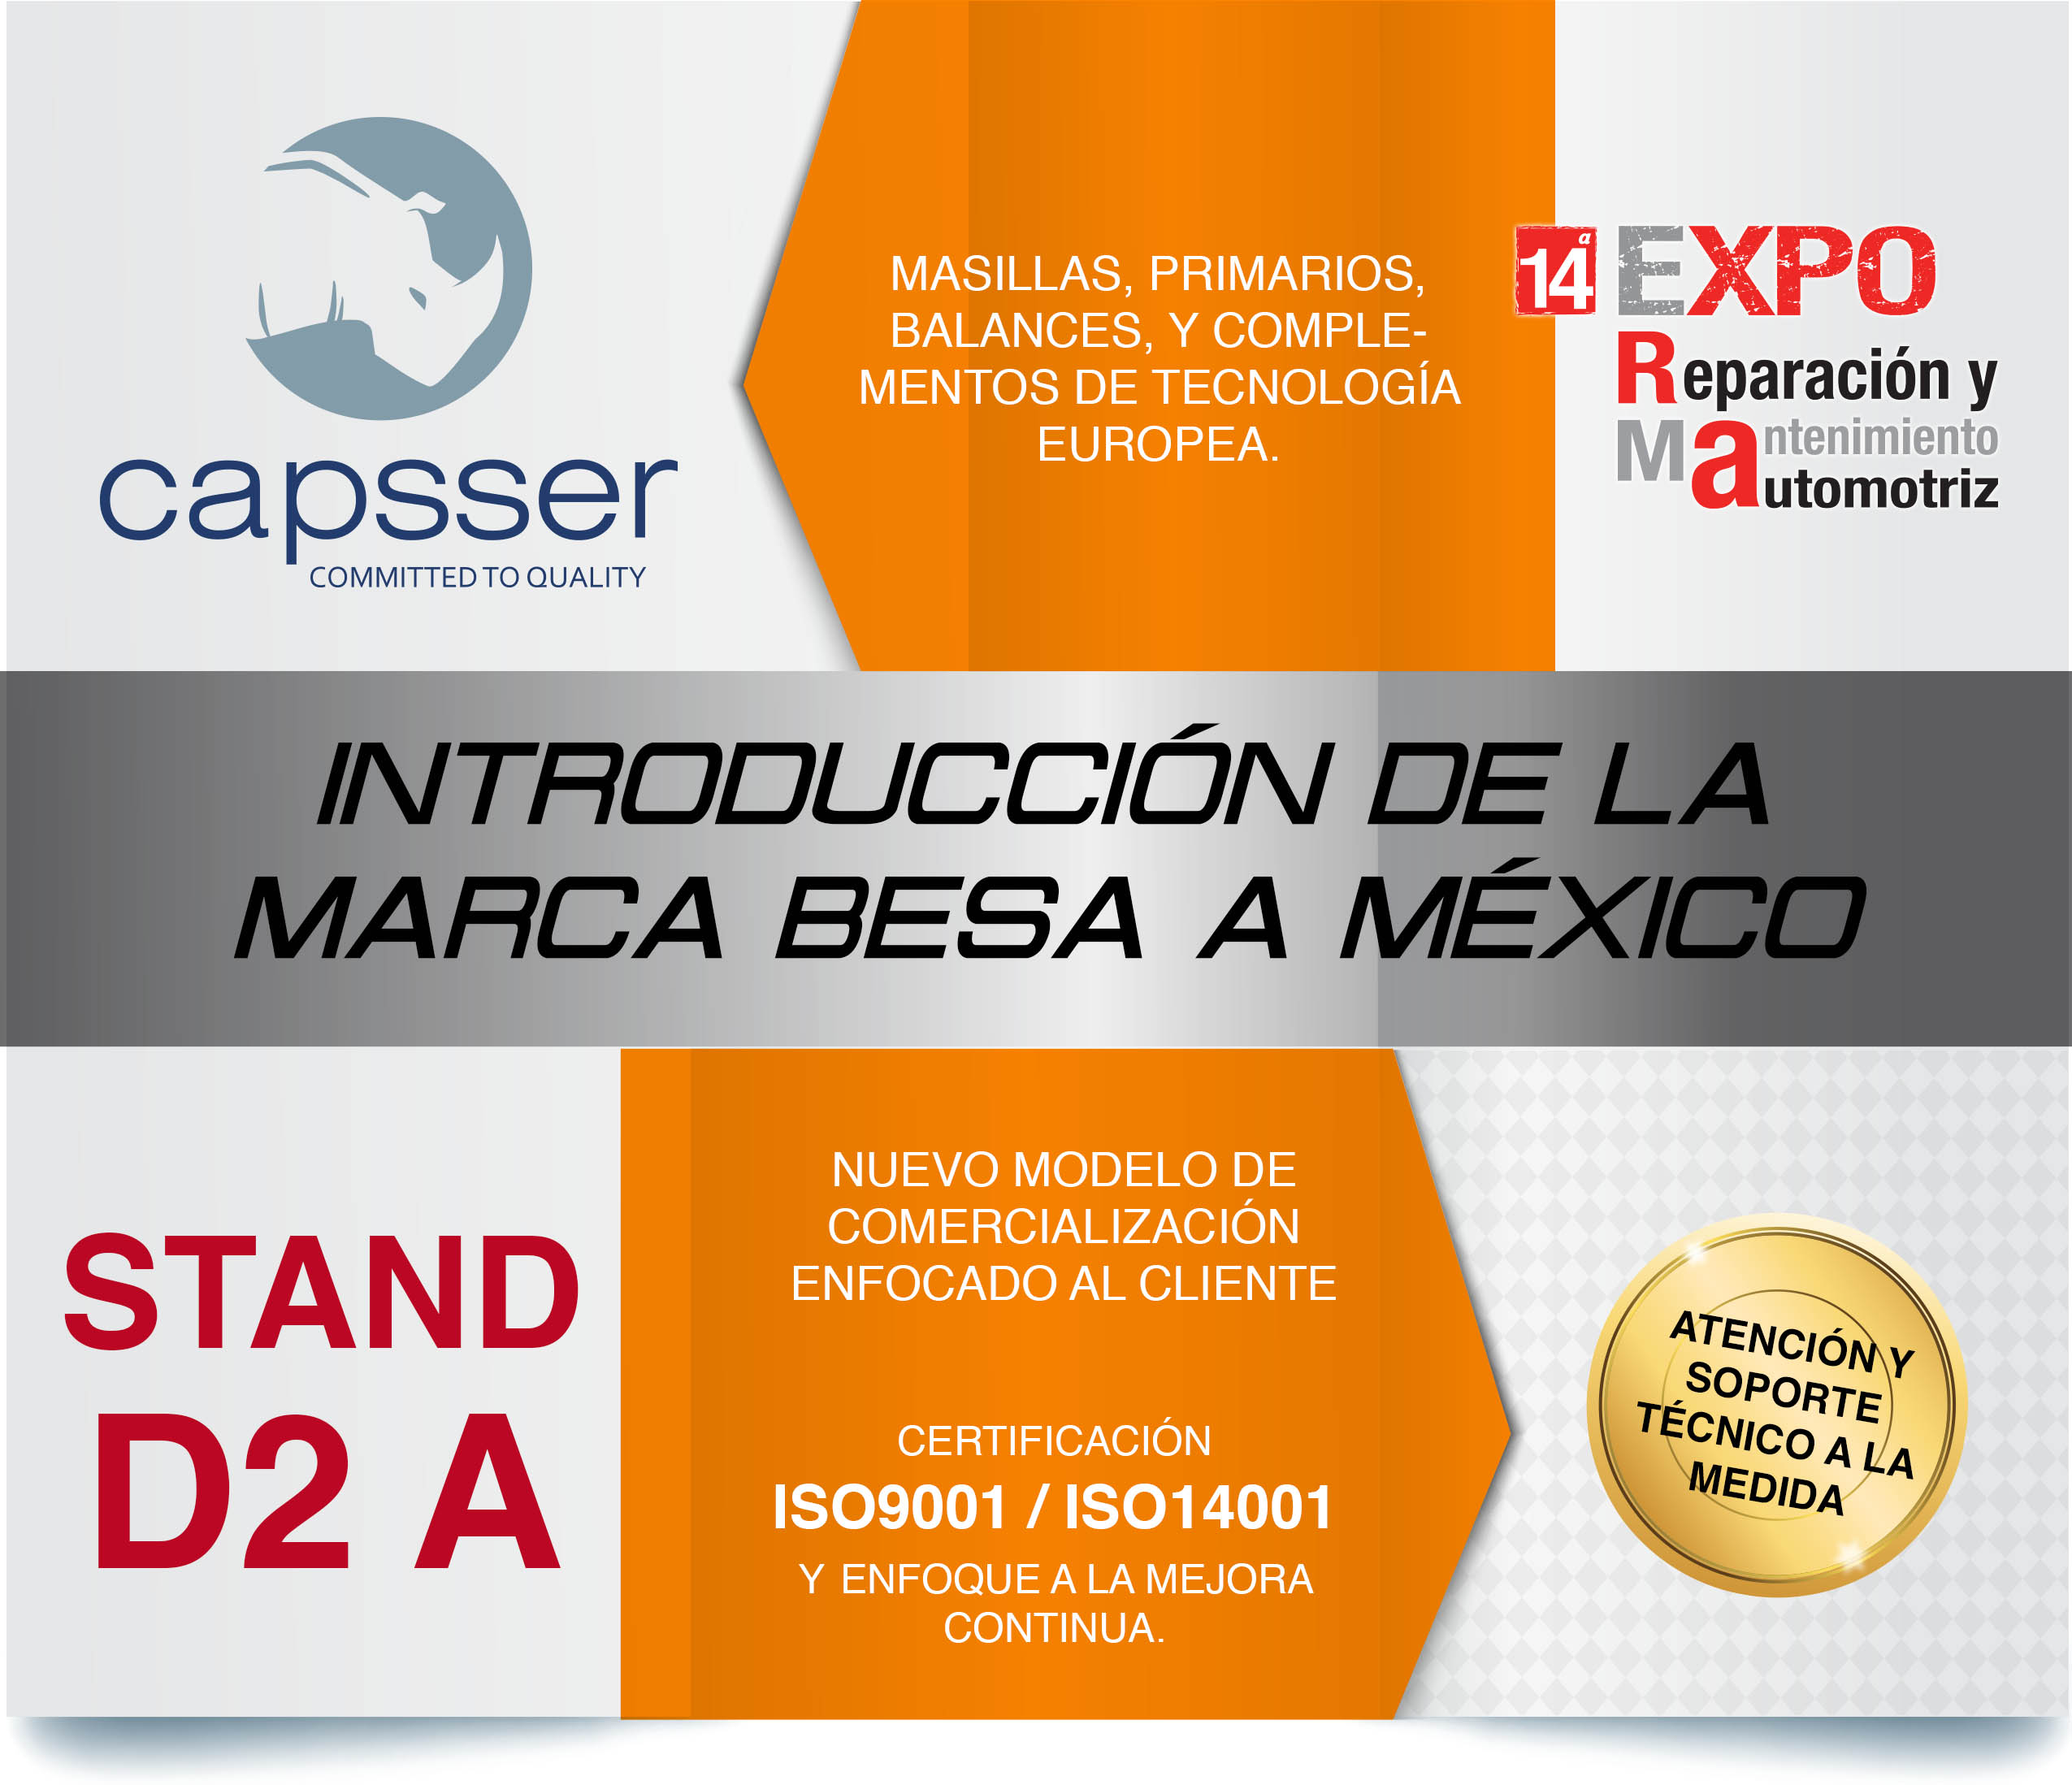 capsser
COMMITTED TO QUALITY
MASILLAS, PRIMARIOS,
BALANCES, Y COMPLE-
MENTOS DE TECNOLOGÍA
EUROPEA.
14ª EXPO
Reparación y
Mantenimiento
automotriz
INTRODUCCIÓN DE LA
MARCA BESA A MÉXICO
STAND
D2 A
NUEVO MODELO DE
COMERCIALIZACIÓN
ENFOCADO AL CLIENTE
CERTIFICACIÓN
ISO9001 / ISO14001
Y ENFOQUE A LA MEJORA
CONTINUA.
ATENCIÓN Y
SOPORTE
TÉCNICO A LA
MEDIDA